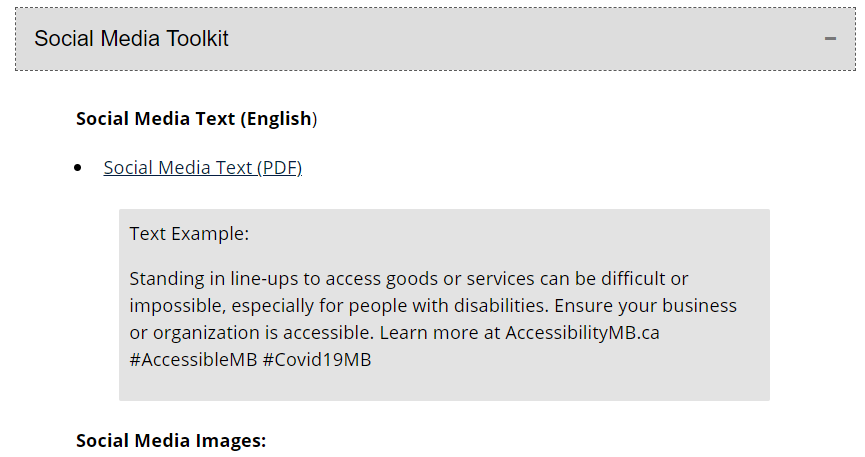 Social Media Toolkit
Social Media Text (English)
Social Media Text (PDF)
Text Example:
Standing in line-ups to access goods or services can be difficult or
impossible, especially for people with disabilities. Ensure your business
or organization is accessible. Learn more at AccessibilityMB.ca
#AccessibleMB #Covid19MB
Social Media Images: